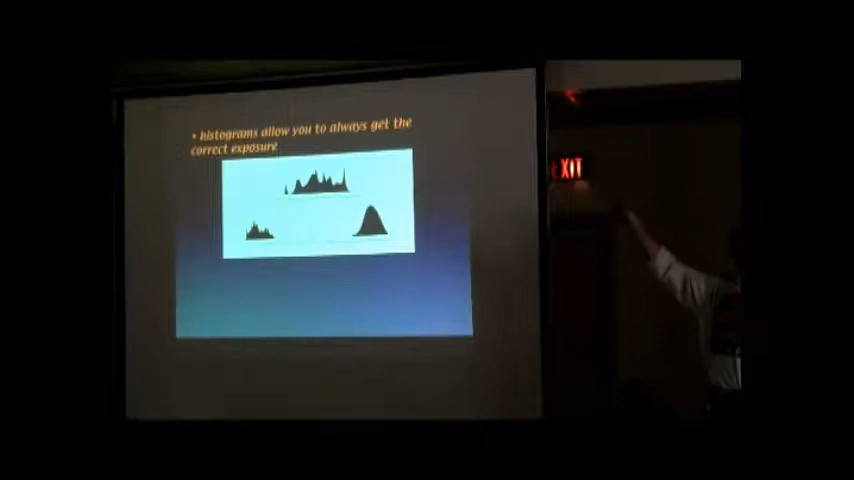 • histograms allow you to always get the
correct exposure
EXIT